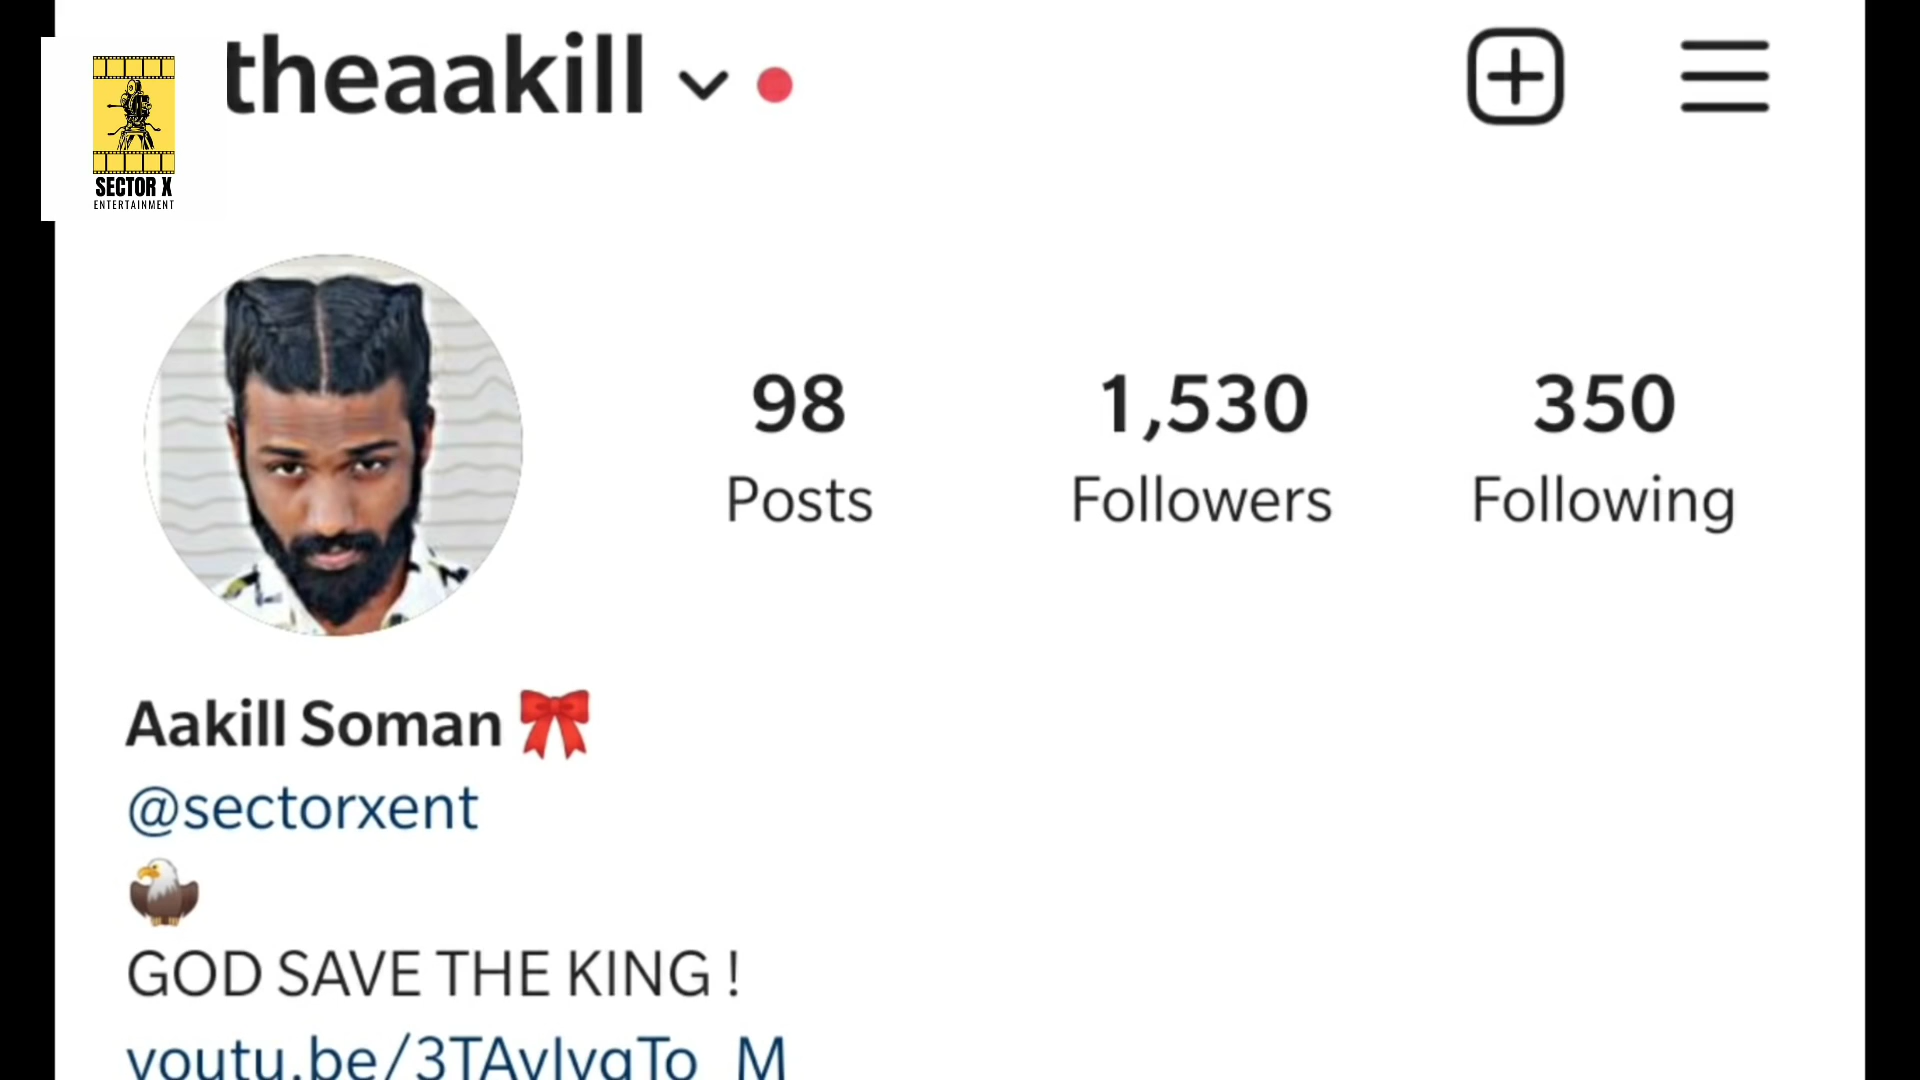 theaakill
SECTOR X
ENTERTAINMENT
98
1,530
350
Posts
Followers
Following
Aakill Soman
@sectorxent
GOD SAVE THE KING !